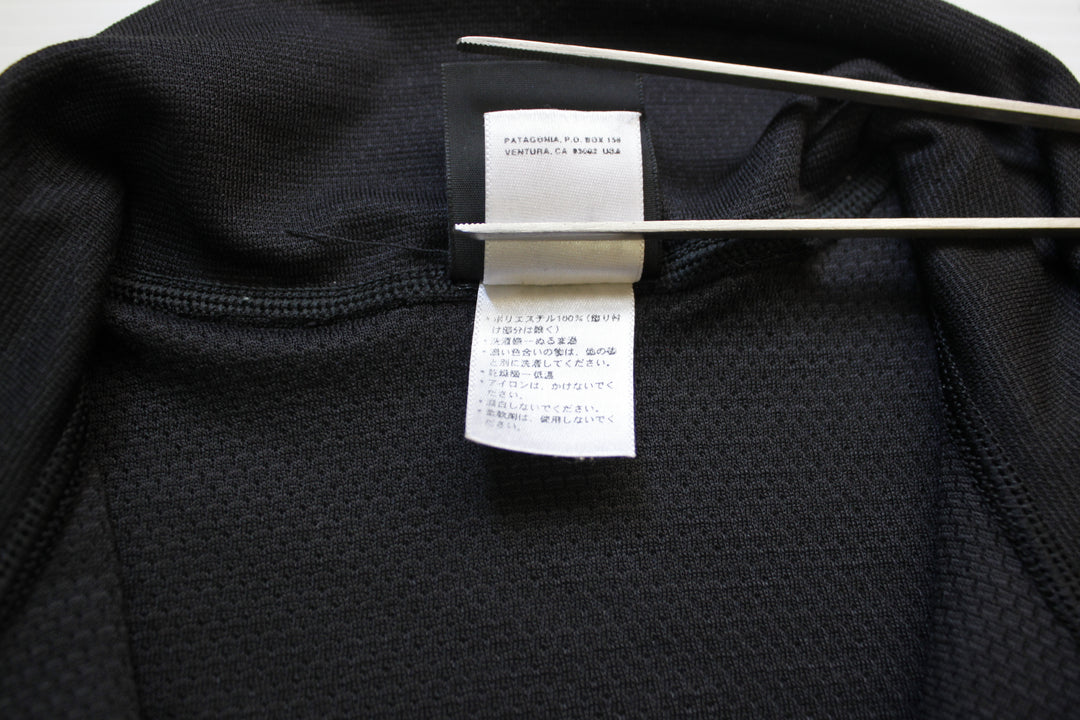 PATAGONIA, P.O. BOX 150
VENTURA, CA 93002 USA
・ポリエステル100%(飾り付
け部分は除く)
・洗濯機ーぬるま湯
・濃い色合いの物は、他の物
と別に洗濯してください。
・乾燥機ー低温
・アイロンは、かけないでく
ださい。
・漂白しないでください。
・柔軟剤は、使用しないでく
ださい。